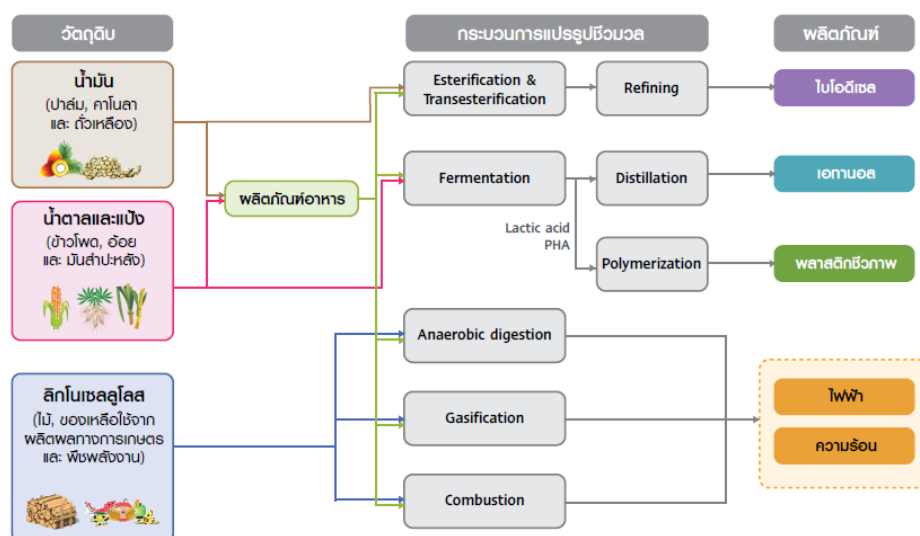 วัตถุดิบ
กระบวนการแปรรูปชีวมวล
ผลิตภัณฑ์
น้ำมัน
(ปาล์ม, คาโนลา
และ ถั่วเหลือง)
Esterification &
Transesterification
Refining
ไบโอดีเซล
น้ำตาลและแป้ง
(ข้าวโพด, อ้อย
และ มันสำปะหลัง)
ผลิตภัณฑ์อาหาร
Fermentation
Distillation
เอทานอล
Lactic acid
PHA
Polymerization
พลาสติกชีวภาพ
ลิกโนเซลลูโลส
(ไม้, ของเหลือใช้จาก
ผลิตผลทางการเกษตร
และ พืชพลังงาน)
Anaerobic digestion
Gasification
Combustion
ไฟฟ้า
ความร้อน